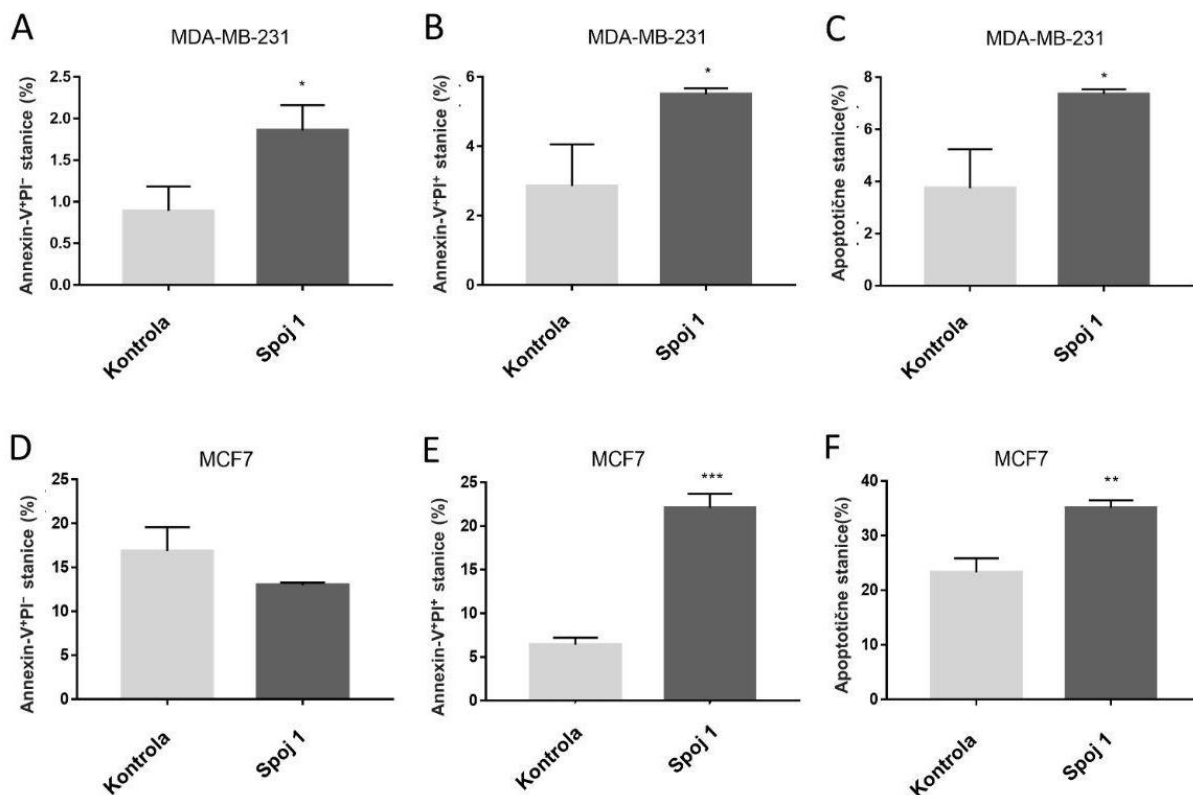 A
MDA-MB-231
Annexin-V⁺PI⁻ stanice (%)
2.5
2.0
1.5
1.0
0.5
0.0
*
Kontrola
Spoj 1
B
MDA-MB-231
Annexin-V⁺PI⁺ stanice (%)
6
4
2
0
*
Kontrola
Spoj 1
C
MDA-MB-231
Apoptotične stanice(%)
8
6
4
2
0
*
Kontrola
Spoj 1
D
MCF7
Annexin-V⁺PI⁻ stanice (%)
25
20
15
10
5
0
Kontrola
Spoj 1
E
MCF7
Annexin-V⁺PI⁺ stanice (%)
25
20
15
10
5
0
***
Kontrola
Spoj 1
F
MCF7
Apoptotične stanice(%)
40
30
20
10
0
**
Kontrola
Spoj 1